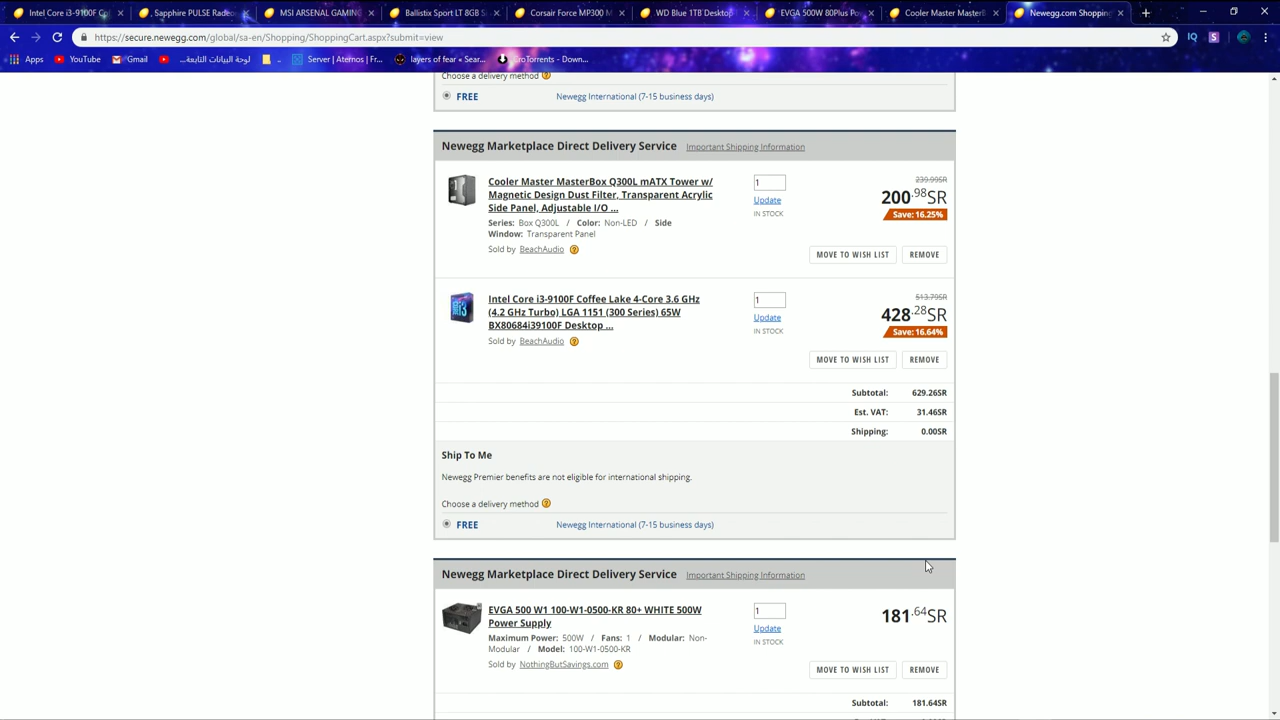 Intel Core i3-9100F Co
, Sapphire PULSE Radeo
MSI ARSENAL GAMING
Ballistix Sport LT 8GB S
Corsair Force MP300 M
WD Blue 1TB Desktop
EVGA 500W 80Plus P
Cooler Master Master
Newegg.com Shopping
https://secure.newegg.com/global/sa-en/Shopping/ShoppingCart.aspx?submit=view
Apps
YouTube
Gmail
لوحة البيانات التابعة...
Server | Aternos | Fr...
layers of fear « Sear...
CroTorrents - Down...
Choose a delivery method
FREE Newegg International (7-15 business days)
Newegg Marketplace Direct Delivery Service Important Shipping Information
Cooler Master MasterBox Q300L mATX Tower w/
Magnetic Design Dust Filter, Transparent Acrylic
Side Panel, Adjustable I/O ...
Series: Box Q300L / Color: Non-LED / Side
Window: Transparent Panel
Sold by BeachAudio
1
Update
IN STOCK
239.99SR
200.98SR
Save: 16.25%
MOVE TO WISH LIST REMOVE
Intel Core i3-9100F Coffee Lake 4-Core 3.6 GHz
(4.2 GHz Turbo) LGA 1151 (300 Series) 65W
BX80684i39100F Desktop ...
Sold by BeachAudio
1
Update
IN STOCK
513.79SR
428.28SR
Save: 16.64%
MOVE TO WISH LIST REMOVE
Subtotal: 629.26SR
Est. VAT: 31.46SR
Shipping: 0.00SR
Ship To Me
Newegg Premier benefits are not eligible for international shipping.
Choose a delivery method
FREE Newegg International (7-15 business days)
Newegg Marketplace Direct Delivery Service Important Shipping Information
EVGA 500 W1 100-W1-0500-KR 80+ WHITE 500W
Power Supply
Maximum Power: 500W / Fans: 1 / Modular: Non-
Modular / Model: 100-W1-0500-KR
Sold by NothingButSavings.com
1
Update
IN STOCK
181.64SR
MOVE TO WISH LIST REMOVE
Subtotal: 181.64SR